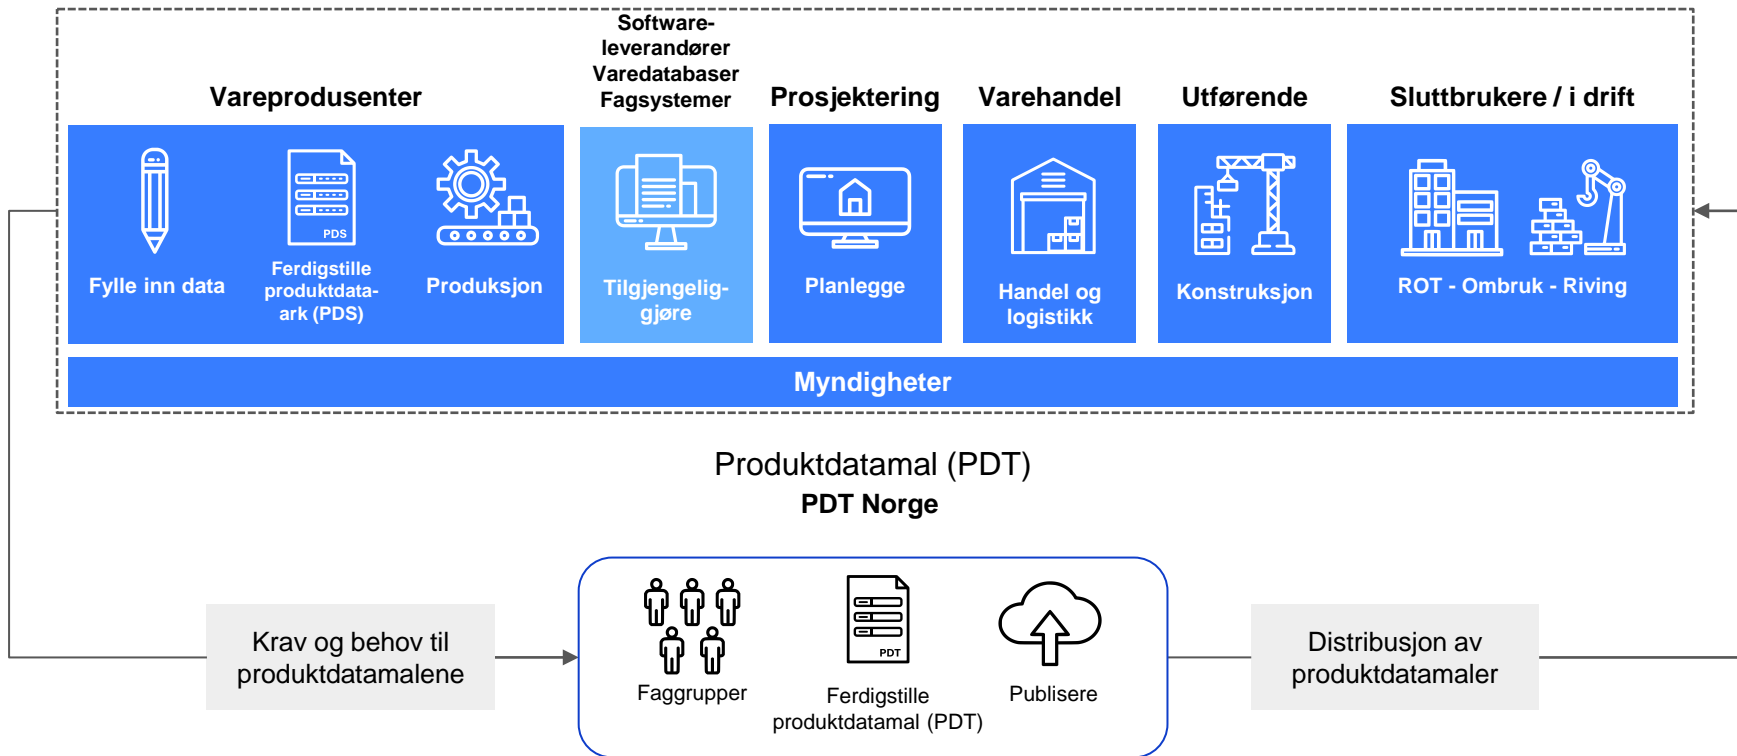 Vareprodusenter
Software-
leverandører
Varedatabaser
Fagsystemer
Prosjektering
Varehandel
Utførende
Sluttbrukere / i drift
Fylle inn data
PDS
Ferdigstille
produktdata-
ark (PDS)
Produksjon
Tilgjengelig-
gjøre
Planlegge
Handel og
logistikk
Konstruksjon
ROT - Ombruk - Riving
Myndigheter
Produktdatamal (PDT)
PDT Norge
Krav og behov til
produktdatamalene
Faggrupper
PDT
Ferdigstille
produktdatamal (PDT)
Publisere
Distribusjon av
produktdatamaler